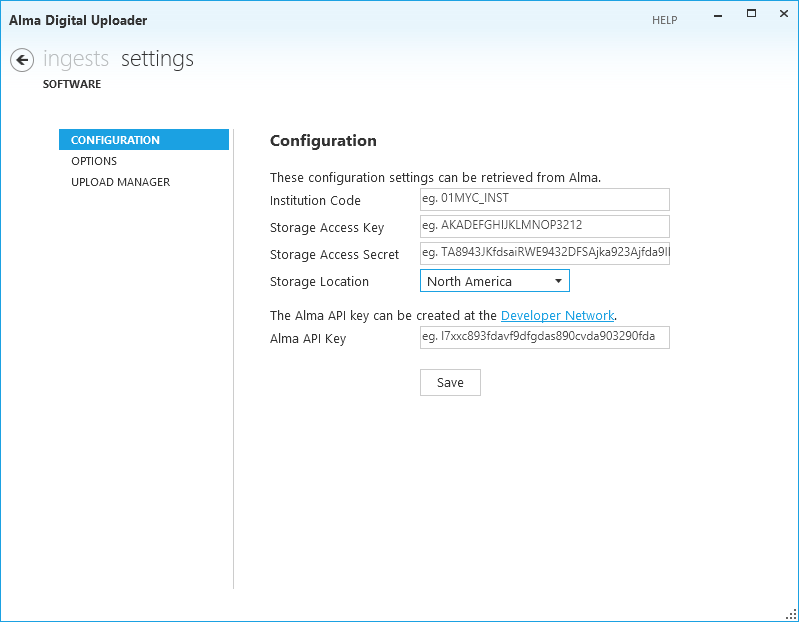 Alma Digital Uploader
HELP
ingests settings
SOFTWARE
CONFIGURATION
OPTIONS
UPLOAD MANAGER
Configuration
These configuration settings can be retrieved from Alma.
Institution Code eg. 01MYC_INST
Storage Access Key eg. AKADEFGHIJKLMNOP3212
Storage Access Secret eg. TA8943JKfdsaiRWE9432DFSAjka923Ajfda9
Storage Location North America
The Alma API key can be created at the Developer Network.
Alma API Key eg. l7xxc893fdavf9dfgdas890cvda903290fda
Save